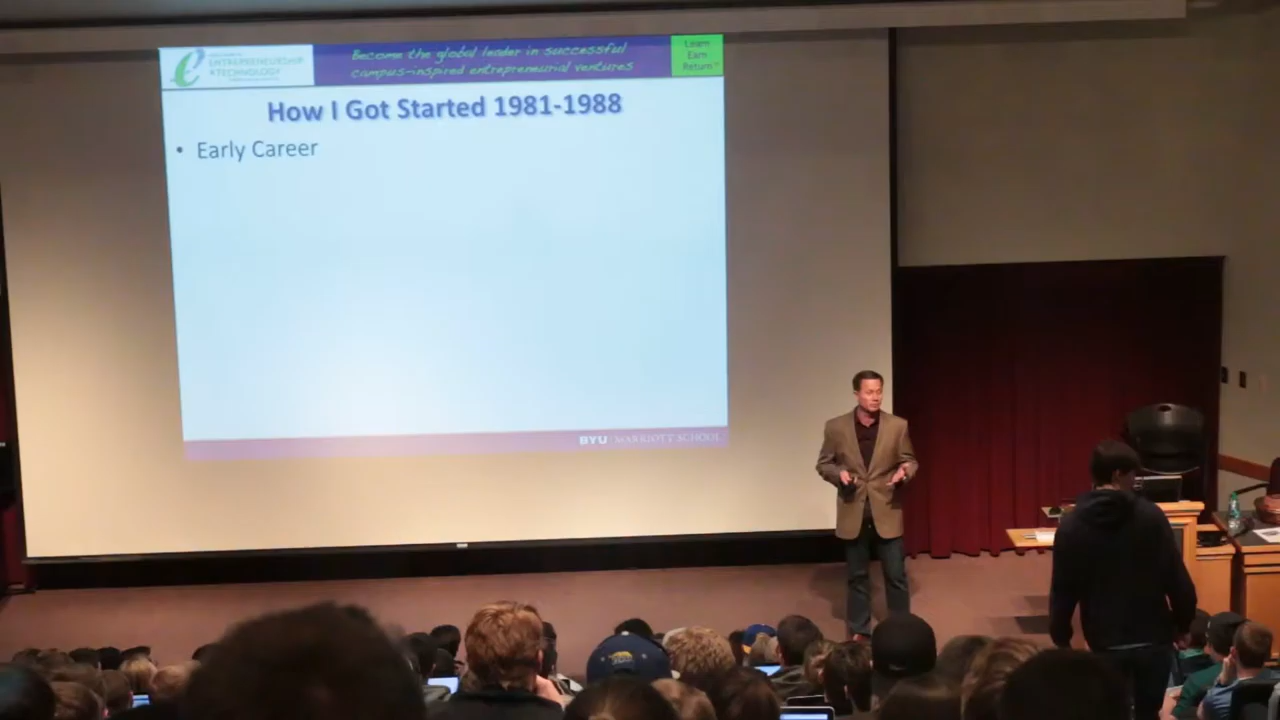 ENTREPRENEURSHIP
& TECHNOLOGY
Become the global leader in successful
campus-inspired entrepreneurial ventures
Learn
Earn
Return
How I Got Started 1981-1988
• Early Career
BYU MARRIOTT SCHOOL